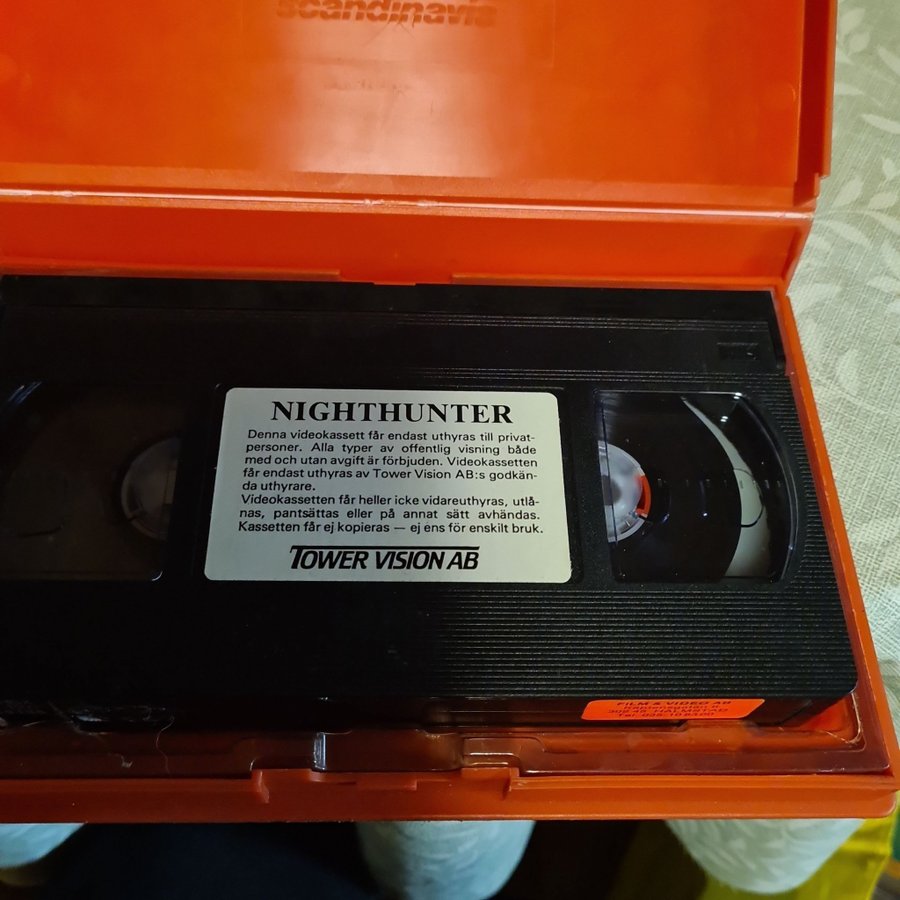 scandinavia
NIGHTHUNTER
Denna videokassett får endast uthyras till privat-
personer. Alla typer av offentlig visning både
med och utan avgift är förbjuden. Videokassetten
får endast uthyras av Tower Vision AB:s godkän-
da uthyrare.
Videokassetten får heller icke vidareuthyras, utlå-
nas, pantsättas eller på annat sätt avhändas.
Kassetten får ej kopieras — ej ens för enskilt bruk.
TOWER VISION AB
FILM & VIDEO AB